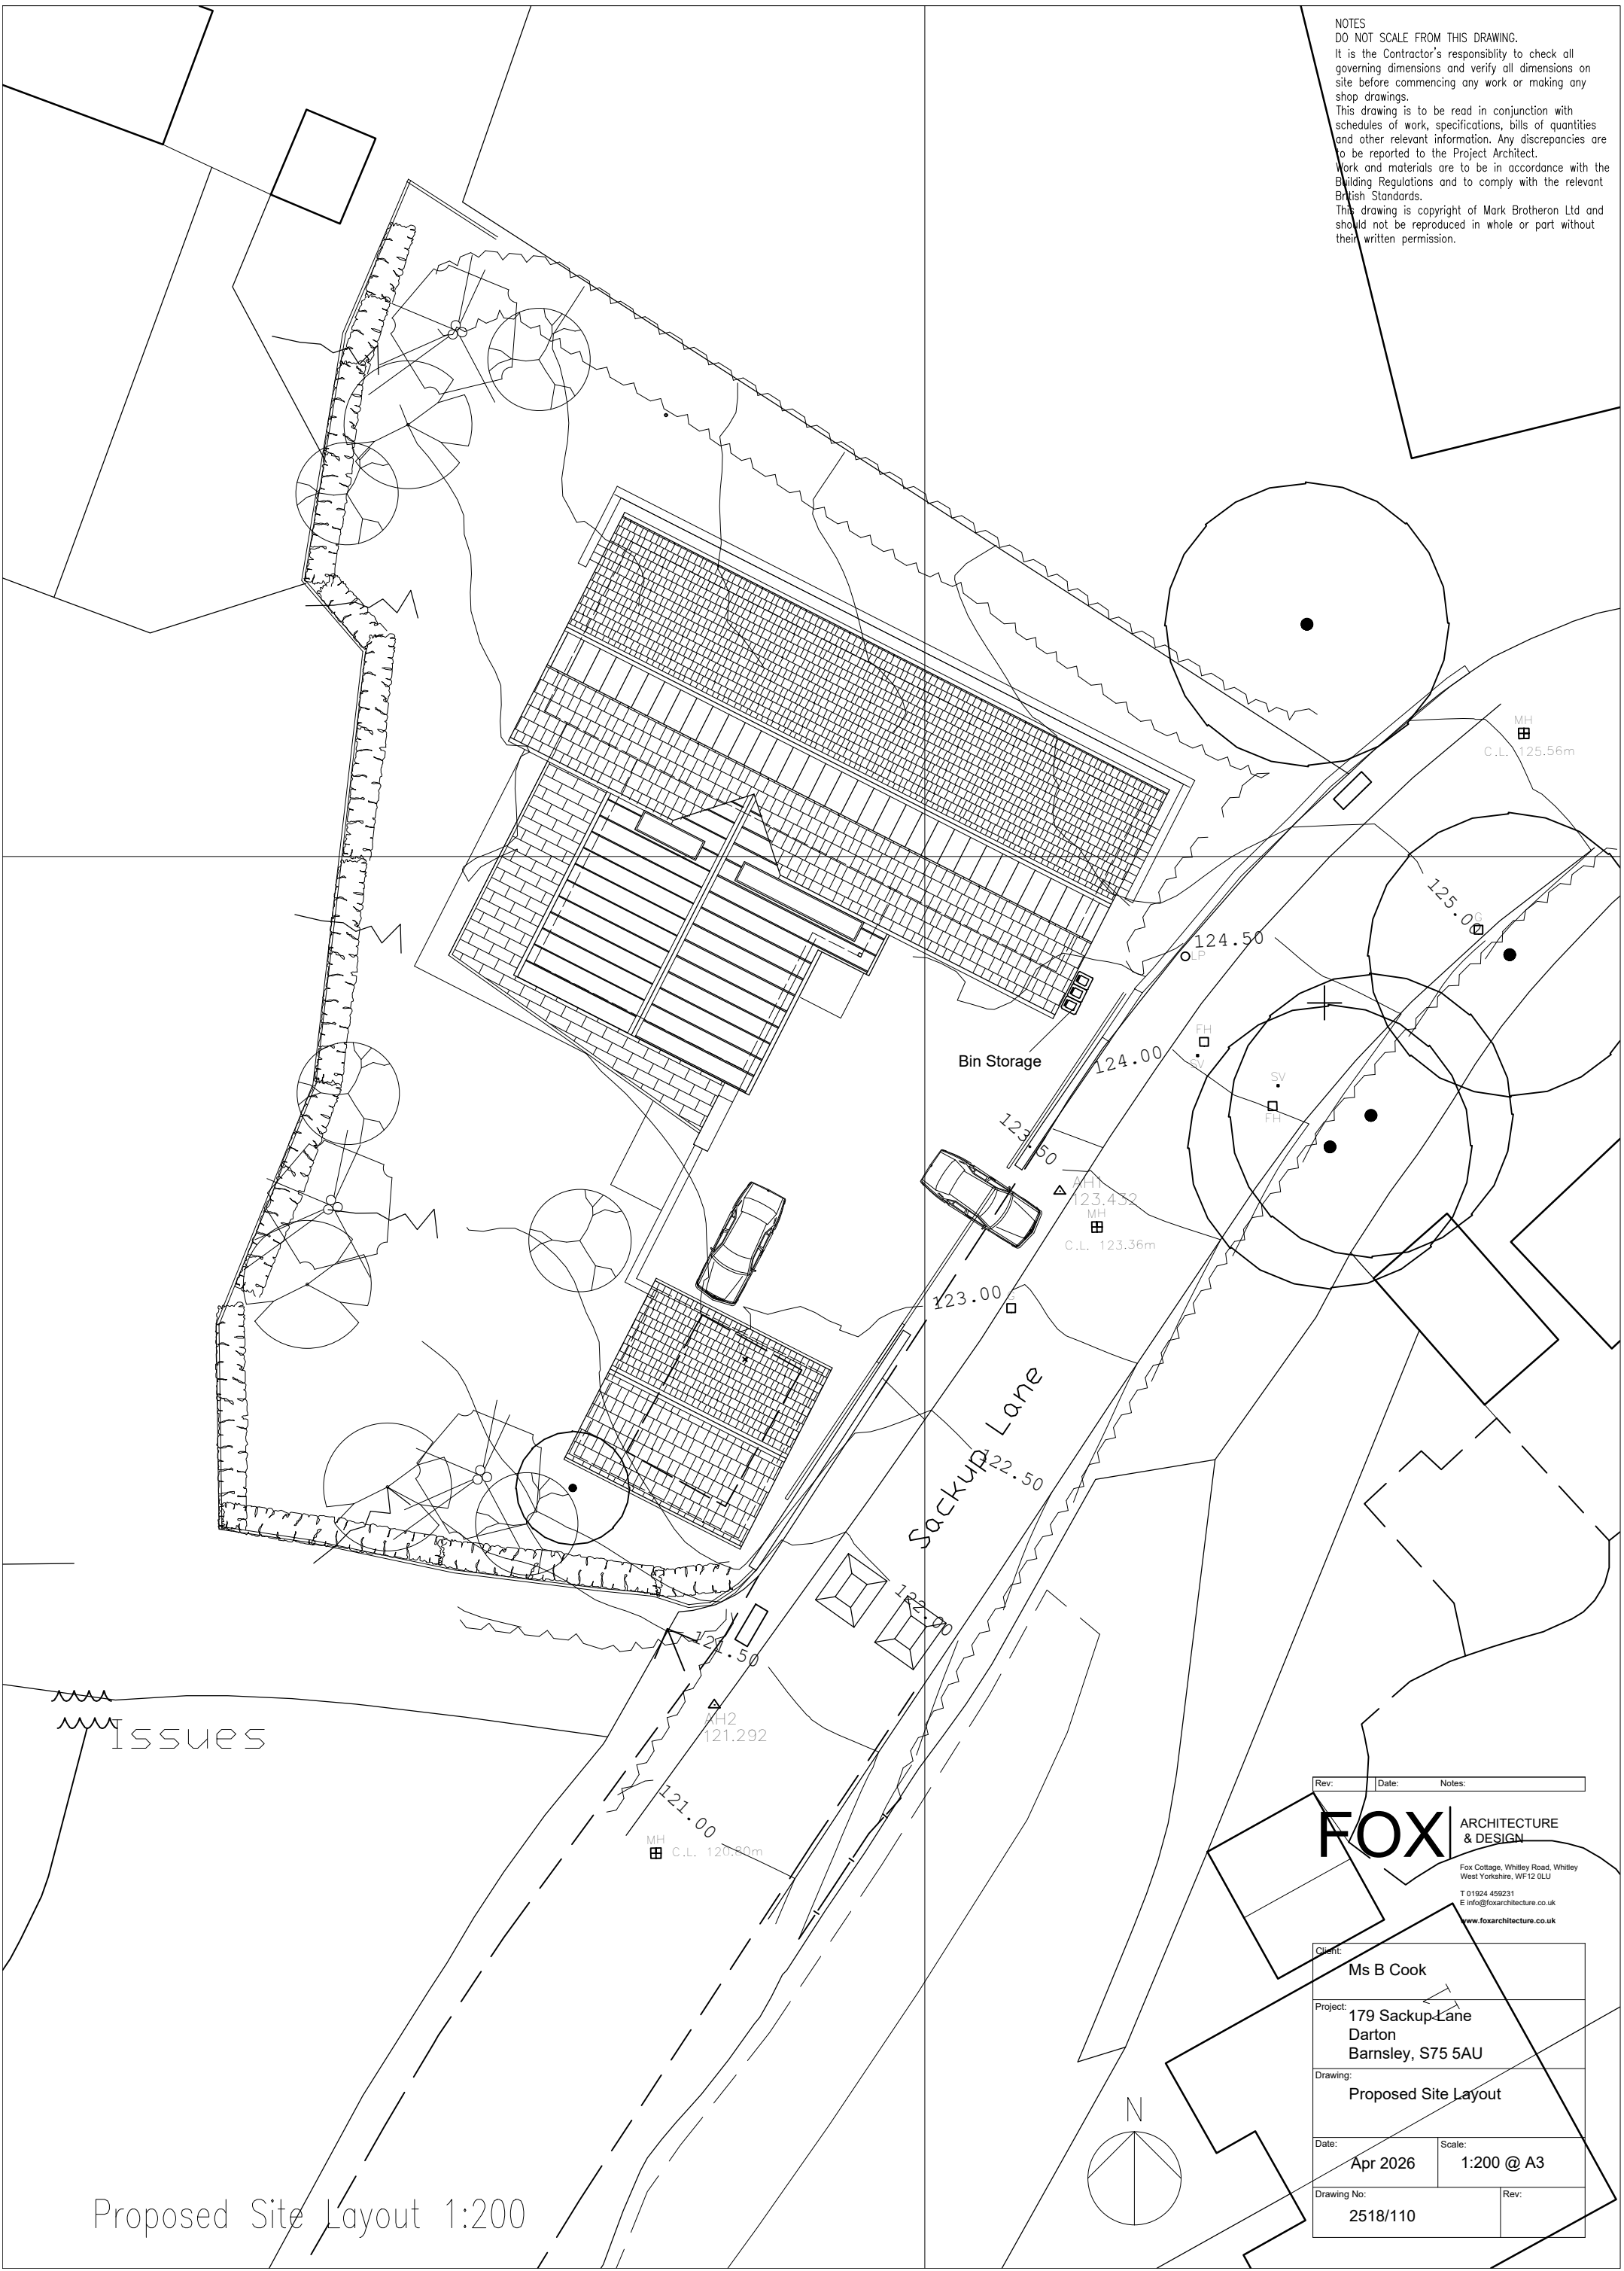 NOTES
DO NOT SCALE FROM THIS DRAWING.
It is the Contractor's responsiblity to check all
governing dimensions and verify all dimensions on
site before commencing any work or making any
shop drawings.
This drawing is to be read in conjunction with
schedules of work, specifications, bills of quantities
and other relevant information. Any discrepancies are
to be reported to the Project Architect.
Work and materials are to be in accordance with the
Building Regulations and to comply with the relevant
British Standards.
This drawing is copyright of Mark Brotheron Ltd and
should not be reproduced in whole or part without
their written permission.
MH
C.L. 125.56m
125.00
G
124.50
LP
FH
SV
124.00
SV
FH
Bin Storage
123.50
AH1
123.432
MH
C.L. 123.36m
123.00
Sackup Lane
122.50
122.00
121.50
AH2
121.292
Issues
121.00
MH
C.L. 120.80m
Rev: Date: Notes:
FOX ARCHITECTURE
& DESIGN
Fox Cottage, Whitley Road, Whitley
West Yorkshire, WF12 0LU
T 01924 459231
E info@foxarchitecture.co.uk
www.foxarchitecture.co.uk
Client:
Ms B Cook
Project:
179 Sackup Lane
Darton
Barnsley, S75 5AU
Drawing:
Proposed Site Layout
Date: Scale:
Apr 2026 1:200 @ A3
Drawing No: Rev:
2518/110
N
Proposed Site Layout 1:200